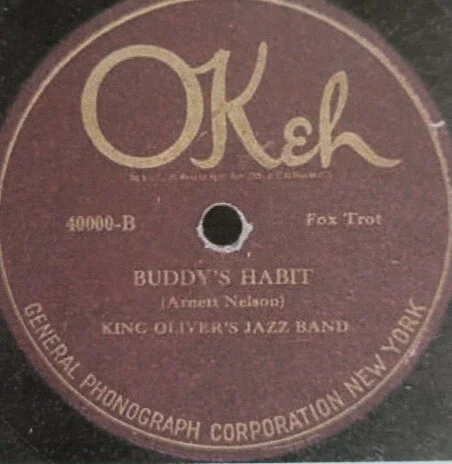 OKeh
40000-B
Fox Trot
BUDDY'S HABIT
(Arnett Nelson)
KING OLIVER'S JAZZ BAND
GENERAL PHONOGRAPH CORPORATION NEW YORK